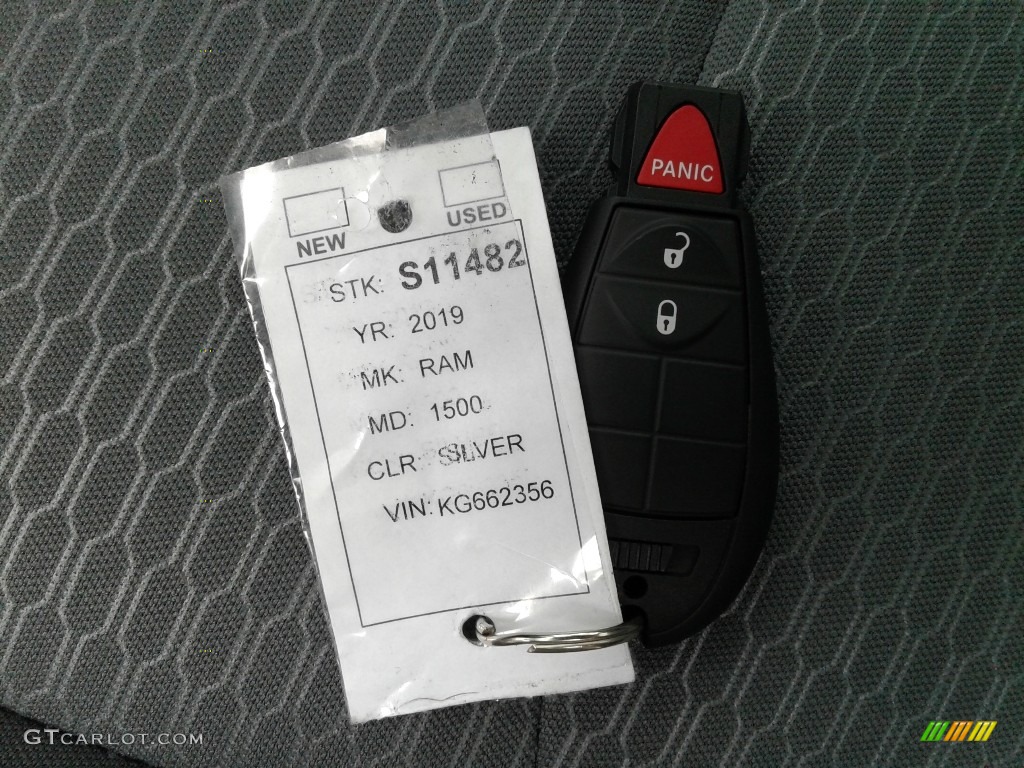 NEW
USED
STK: S11482
YR: 2019
MK: RAM
MD: 1500
CLR: SILVER
VIN: KG662356
PANIC
GTCARLOT.COM